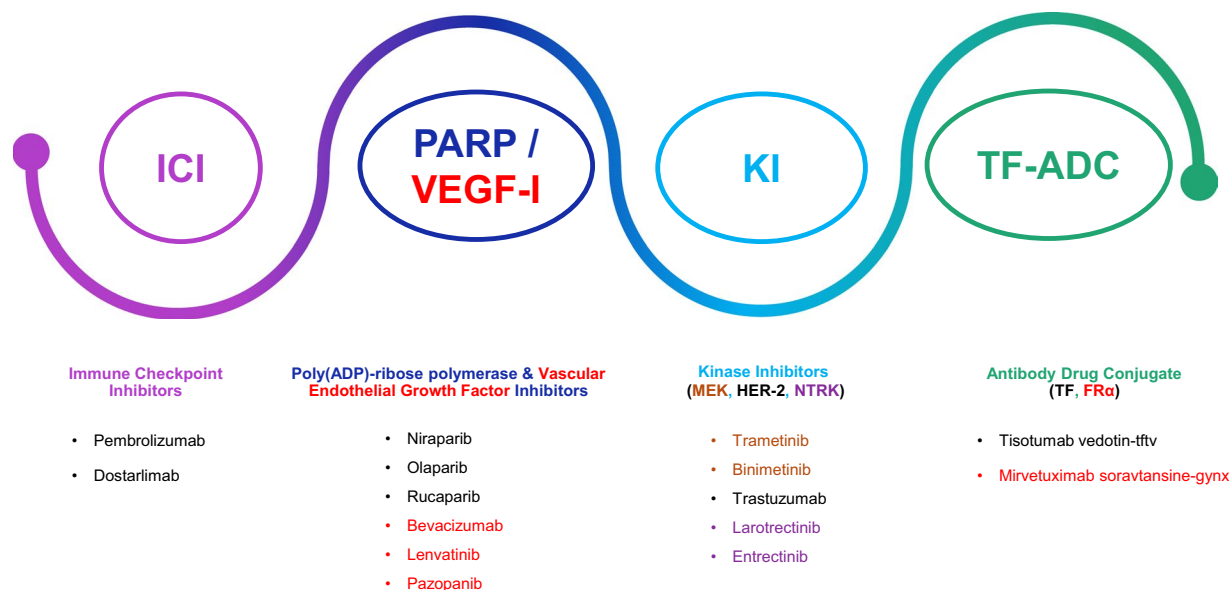 ICI
PARP /
VEGF-I
KI
TF-ADC
Immune Checkpoint
Inhibitors
• Pembrolizumab
• Dostarlimab
Poly(ADP)-ribose polymerase & Vascular
Endothelial Growth Factor Inhibitors
• Niraparib
• Olaparib
• Rucaparib
• Bevacizumab
• Lenvatinib
• Pazopanib
Kinase Inhibitors
(MEK, HER-2, NTRK)
• Trametinib
• Binimetinib
• Trastuzumab
• Larotrectinib
• Entrectinib
Antibody Drug Conjugate
(TF, FRα)
• Tisotumab vedotin-tftv
• Mirvetuximab soravtansine-gynx